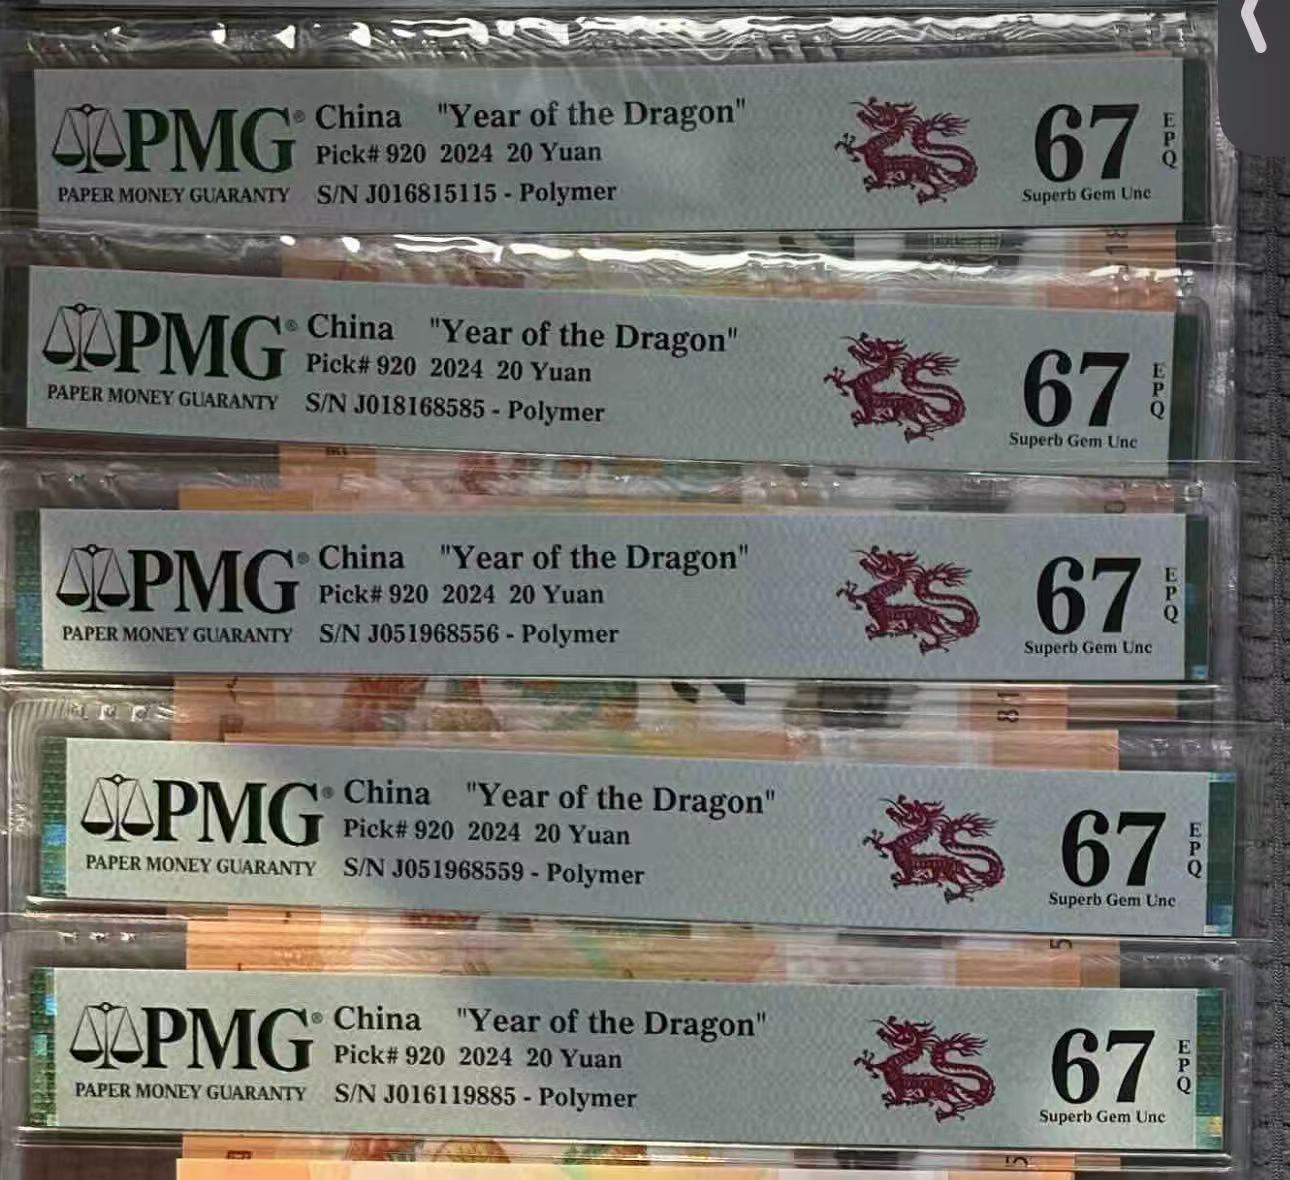 PMG® China "Year of the Dragon"
Pick# 920 2024 20 Yuan
PAPER MONEY GUARANTY S/N J016815115 - Polymer
67 EPQ
Superb Gem Unc
PMG® China "Year of the Dragon"
Pick# 920 2024 20 Yuan
PAPER MONEY GUARANTY S/N J018168585 - Polymer
67 EPQ
Superb Gem Unc
PMG® China "Year of the Dragon"
Pick# 920 2024 20 Yuan
PAPER MONEY GUARANTY S/N J051968556 - Polymer
67 EPQ
Superb Gem Unc
PMG® China "Year of the Dragon"
Pick# 920 2024 20 Yuan
PAPER MONEY GUARANTY S/N J051968559 - Polymer
67 EPQ
Superb Gem Unc
PMG® China "Year of the Dragon"
Pick# 920 2024 20 Yuan
PAPER MONEY GUARANTY S/N J016119885 - Polymer
67 EPQ
Superb Gem Unc